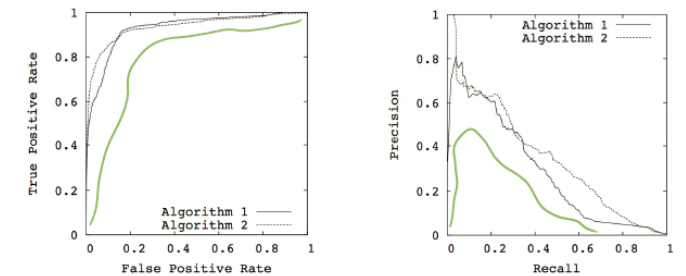 1
0.8
0.6
0.4
0.2
0
True Positive Rate
Algorithm 1
Algorithm 2
0 0.2 0.4 0.6 0.8 1
False Positive Rate
1
0.8
0.6
0.4
0.2
0
Precision
Algorithm 1
Algorithm 2
0 0.2 0.4 0.6 0.8 1
Recall